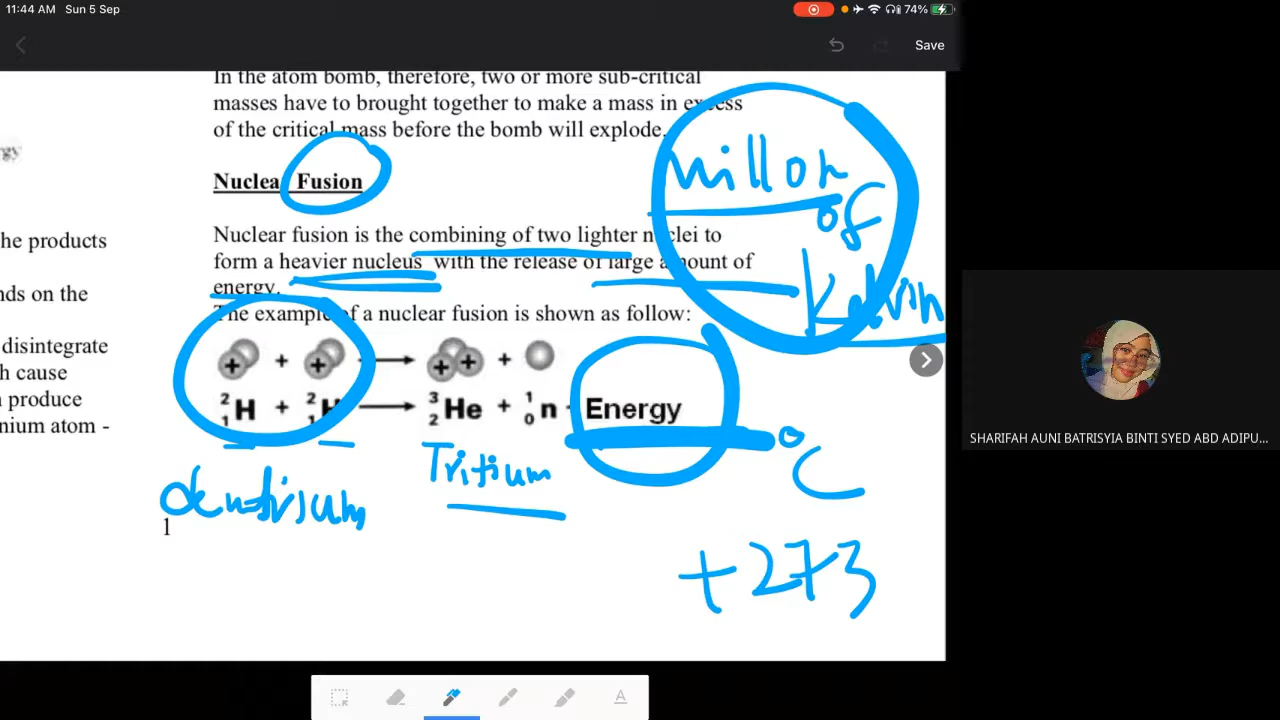 11:44 AM Sun 5 Sep
74%
Save
In the atom bomb, therefore, two or more sub-critical
masses have to brought together to make a mass in excess
of the critical mass before the bomb will explode.
rgy
Nuclea Fusion
he products
nds on the
disintegrate
h cause
n produce
nium atom -
Nuclear fusion is the combining of two lighter nuclei to
form a heavier nucleus with the release of large amount of
energy.
The example of a nuclear fusion is shown as follow:
+ + + → + + +
²₁H + ²₁H → ³₂He + ¹₀n Energy
millon
of
Kelvin
Tritium
1
°C
+273
SHARIFAH AUNI BATRISYIA BINTI SYED ABD ADIPU...
A